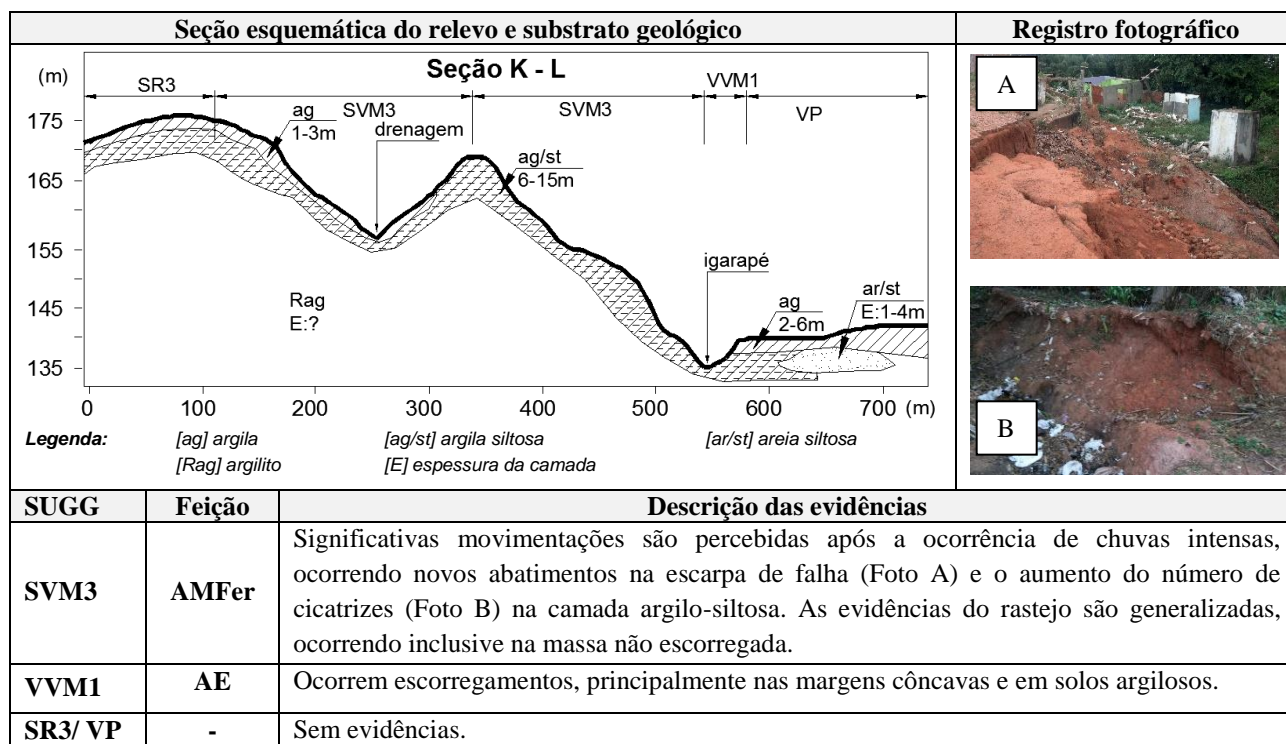 Seção esquemática do relevo e substrato geológico
Registro fotográfico
Seção K - L
(m)
SR3
SVM3
SVM3
VVM1
VP
175
165
155
145
135
ag
1-3m
drenagem
ag/st
6-15m
igarapé
ag
2-6m
ar/st
E:1-4m
Rag
E:?
0 100 200 300 400 500 600 700 (m)
Legenda: [ag] argila [ag/st] argila siltosa [ar/st] areia siltosa
[Rag] argilito [E] espessura da camada
A
B
SUGG Feição Descrição das evidências
SVM3 AMFer
Significativas movimentações são percebidas após a ocorrência de chuvas intensas,
ocorrendo novos abatimentos na escarpa de falha (Foto A) e o aumento do número de
cicatrizes (Foto B) na camada argilo-siltosa. As evidências do rastejo são generalizadas,
ocorrendo inclusive na massa não escorregada.
VVM1 AE Ocorrem escorregamentos, principalmente nas margens côncavas e em solos argilosos.
SR3/ VP - Sem evidências.